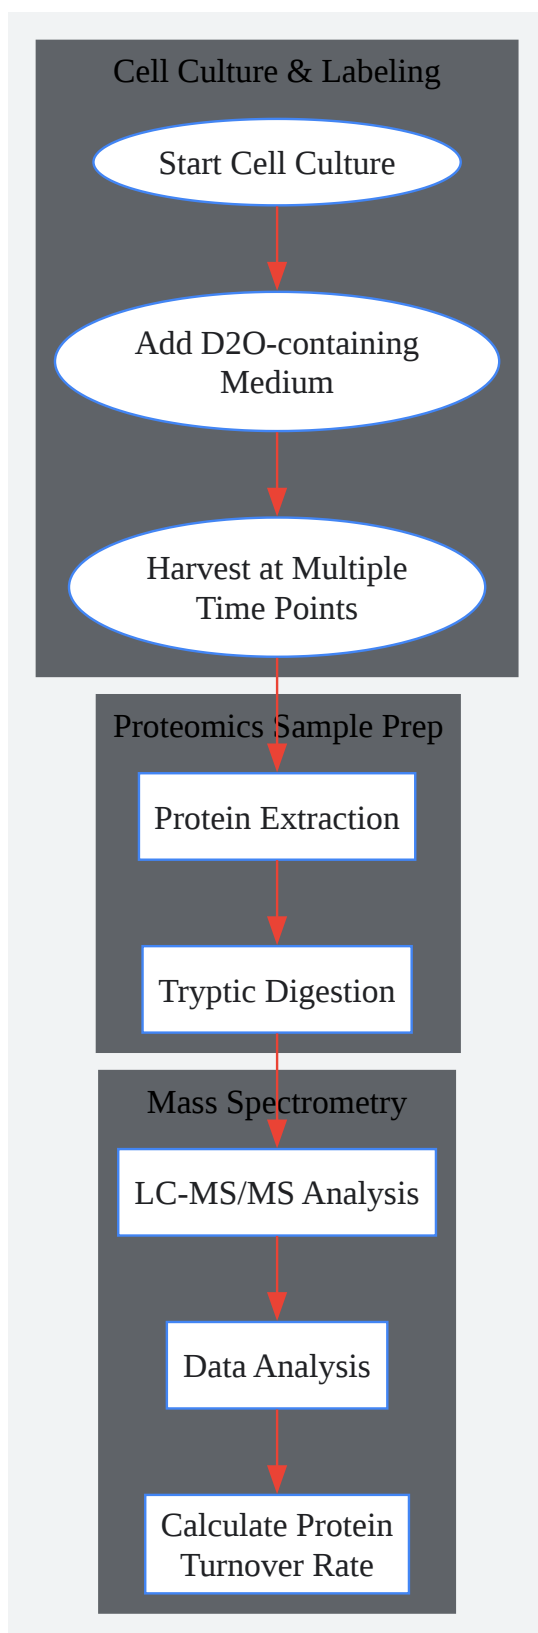 Cell Culture & Labeling
Start Cell Culture
Add D2O-containing
Medium
Harvest at Multiple
Time Points
Proteomics Sample Prep
Protein Extraction
Tryptic Digestion
Mass Spectrometry
LC-MS/MS Analysis
Data Analysis
Calculate Protein
Turnover Rate